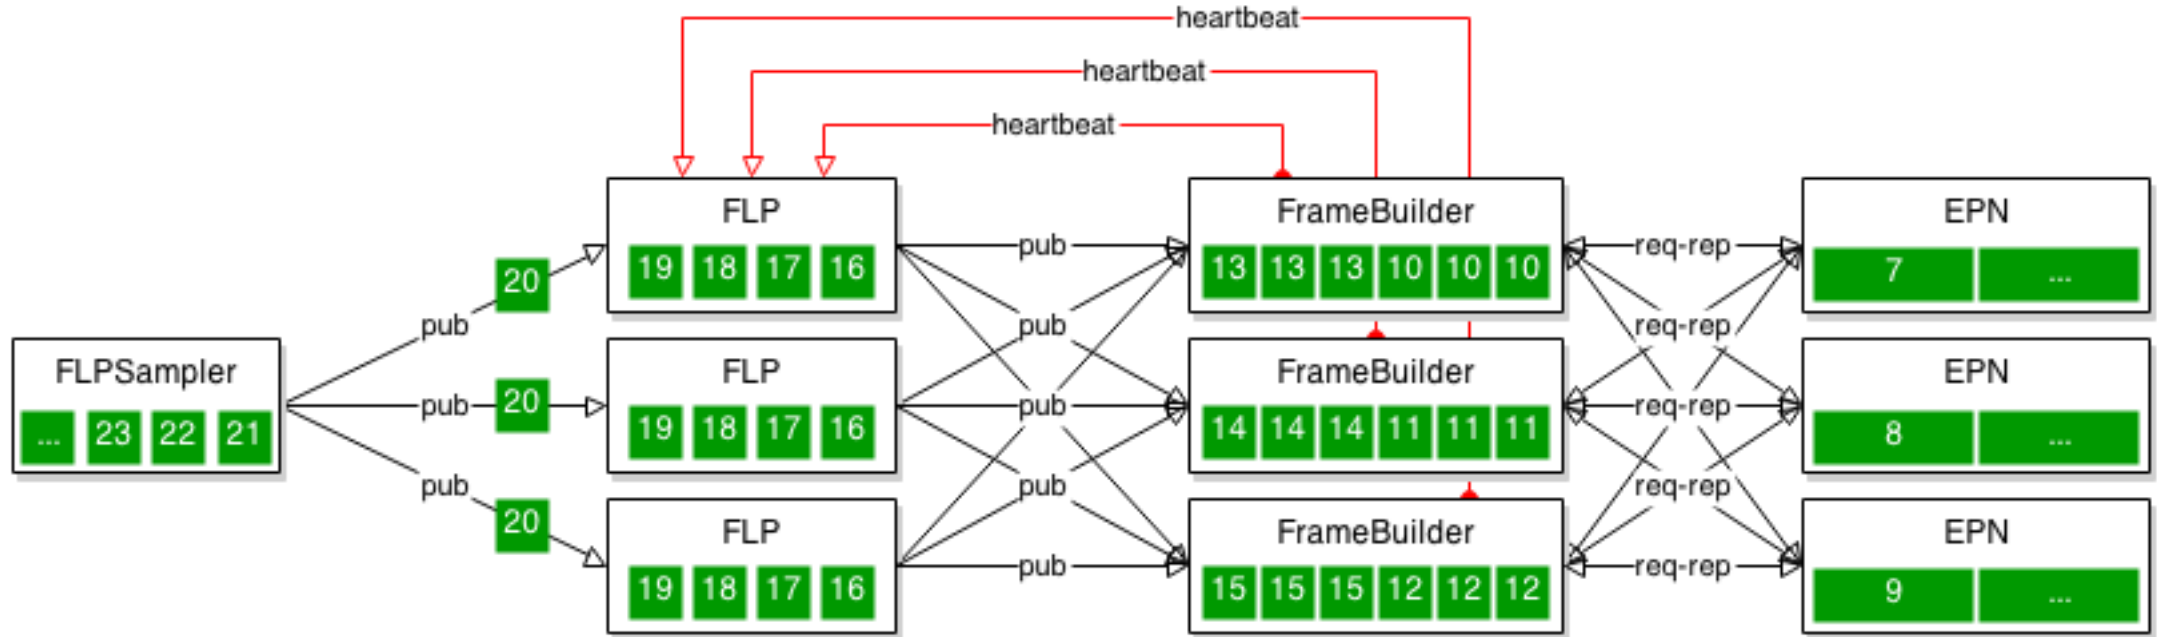 heartbeat
heartbeat
heartbeat
FLP
FrameBuilder
EPN
19 18 17 16
13 13 13 10 10 10
7 ...
20
pub
req-rep
pub
pub
req-rep
FLPSampler
... 23 22 21
FLP
FrameBuilder
EPN
19 18 17 16
14 14 14 11 11 11
8 ...
pub
20
pub
req-rep
pub
20
pub
req-rep
FLP
FrameBuilder
EPN
19 18 17 16
15 15 15 12 12 12
9 ...
pub
req-rep